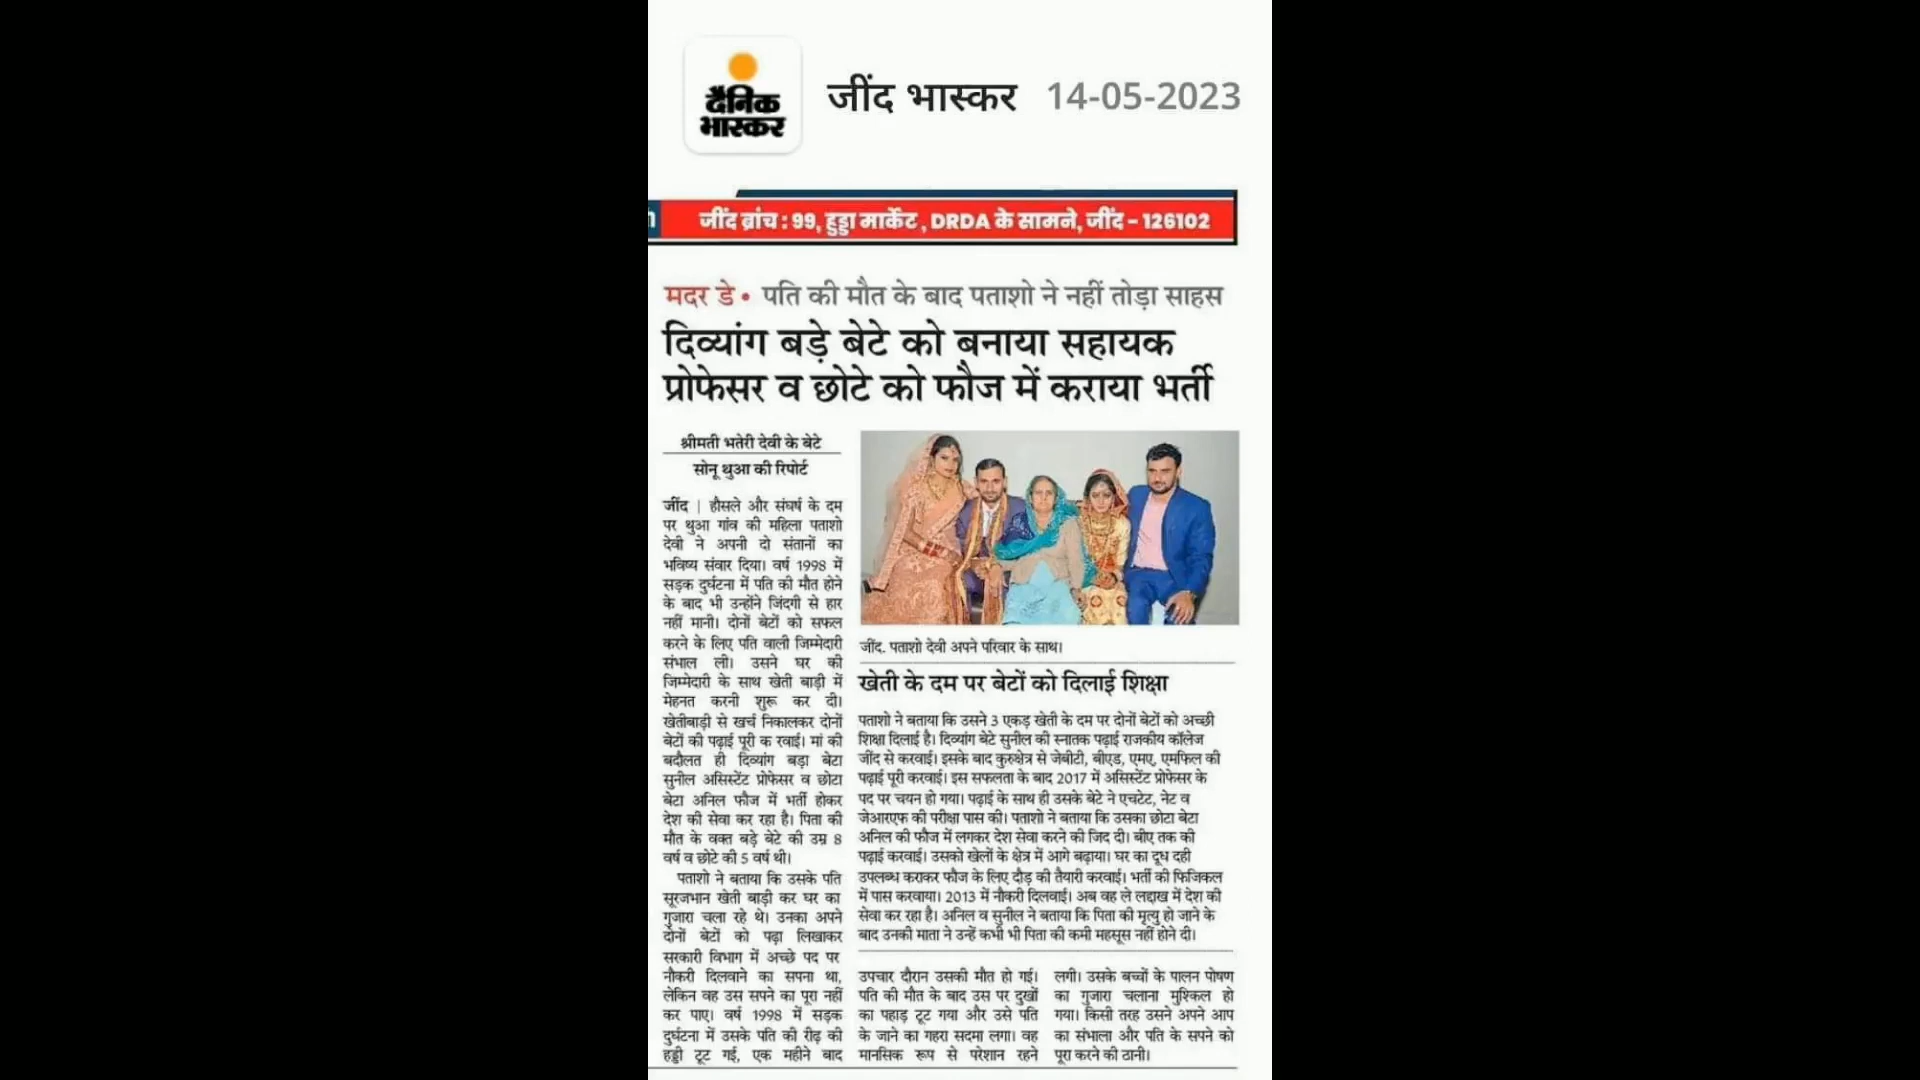 दैनिक
भास्कर
जींद भास्कर 14-05-2023
जींद ब्रांच : 99, हुड्डा मार्केट, DRDA के सामने, जींद - 126102
मदर डे • पति की मौत के बाद पताशो ने नहीं तोड़ा साहस
दिव्यांग बड़े बेटे को बनाया सहायक
प्रोफेसर व छोटे को फौज में कराया भर्ती
श्रीमती भतेरी देवी के बेटे
सोनू थुआ की रिपोर्ट
जींद | हौसले और संघर्ष के दम
पर थुआ गांव की महिला पताशो
देवी ने अपनी दो संतानों का
भविष्य संवार दिया। वर्ष 1998 में
सड़क दुर्घटना में पति की मौत होने
के बाद भी उन्होंने जिंदगी से हार
नहीं मानी। दोनों बेटों को सफल
करने के लिए पति वाली जिम्मेदारी
संभाल ली। उसने घर की
जिम्मेदारी के साथ खेती बाड़ी में
मेहनत करनी शुरू कर दी।
खेतीबाड़ी से खर्च निकालकर दोनों
बेटों की पढ़ाई पूरी क रवाई। मां की
बदौलत ही दिव्यांग बड़ा बेटा
सुनील असिस्टेंट प्रोफेसर व छोटा
बेटा अनिल फौज में भर्ती होकर
देश की सेवा कर रहा है। पिता की
मौत के वक्त बड़े बेटे की उम्र 8
वर्ष व छोटे की 5 वर्ष थी।
पताशो ने बताया कि उसके पति
सूरजभान खेती बाड़ी कर घर का
गुजारा चला रहे थे। उनका अपने
दोनों बेटों को पढ़ा लिखाकर
सरकारी विभाग में अच्छे पद पर
नौकरी दिलवाने का सपना था,
लेकिन वह उस सपने का पूरा नहीं
कर पाए। वर्ष 1998 में सड़क
दुर्घटना में उसके पति की रीढ़ की
हड्डी टूट गई, एक महीने बाद
उपचार दौरान उसकी मौत हो गई।
पति की मौत के बाद उस पर दुखों
का पहाड़ टूट गया और उसे पति
के जाने का गहरा सदमा लगा। वह
मानसिक रूप से परेशान रहने
लगी। उसके बच्चों के पालन पोषण
का गुजारा चलाना मुश्किल हो
गया। किसी तरह उसने अपने आप
का संभाला और पति के सपने को
पूरा करने की ठानी।
जींद. पताशो देवी अपने परिवार के साथ।
खेती के दम पर बेटों को दिलाई शिक्षा
पताशो ने बताया कि उसने 3 एकड़ खेती के दम पर दोनों बेटों को अच्छी
शिक्षा दिलाई है। दिव्यांग बेटे सुनील की स्नातक पढ़ाई राजकीय कॉलेज
जींद से करवाई। इसके बाद कुरुक्षेत्र से जेबीटी, बीएड, एमए, एमफिल की
पढ़ाई पूरी करवाई। इस सफलता के बाद 2017 में असिस्टेंट प्रोफेसर के
पद पर चयन हो गया। पढ़ाई के साथ ही उसके बेटे ने एचटेट, नेट व
जेआरएफ की परीक्षा पास की। पताशो ने बताया कि उसका छोटा बेटा
अनिल की फौज में लगकर देश सेवा करने की जिद दी। बीए तक की
पढ़ाई करवाई। उसको खेलों के क्षेत्र में आगे बढ़ाया। घर का दूध दही
उपलब्ध कराकर फौज के लिए दौड़ की तैयारी करवाई। भर्ती की फिजिकल
में पास करवाया। 2013 में नौकरी दिलवाई। अब वह ले लद्दाख में देश की
सेवा कर रहा है। अनिल व सुनील ने बताया कि पिता की मृत्यु हो जाने के
बाद उनकी माता ने उन्हें कभी भी पिता की कमी महसूस नहीं होने दी।